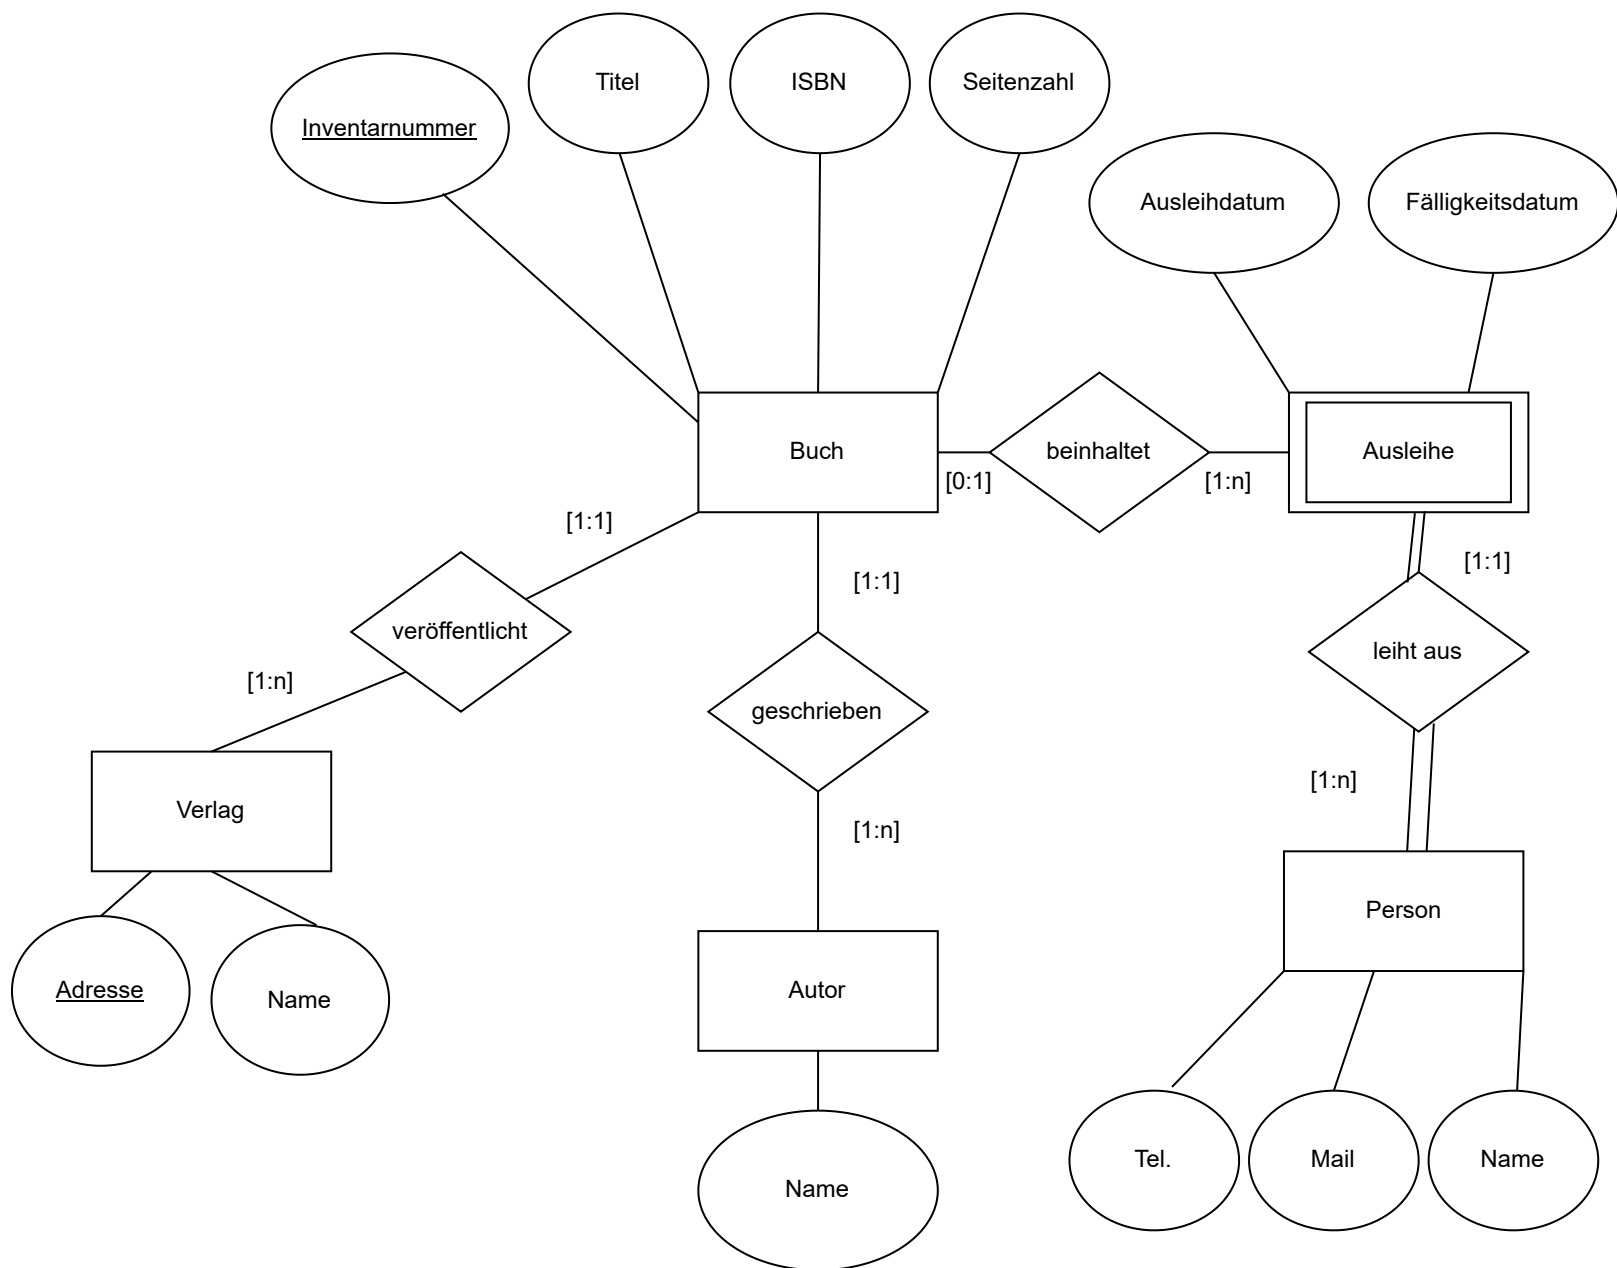 Titel
ISBN
Seitenzahl
Inventarnummer
Ausleihdatum
Fälligkeitsdatum
Buch
beinhaltet
Ausleihe
[0:1]
[1:n]
[1:1]
[1:1]
[1:1]
veröffentlicht
leiht aus
[1:n]
geschrieben
[1:n]
Verlag
[1:n]
Person
Adresse
Name
Autor
Tel.
Mail
Name
Name